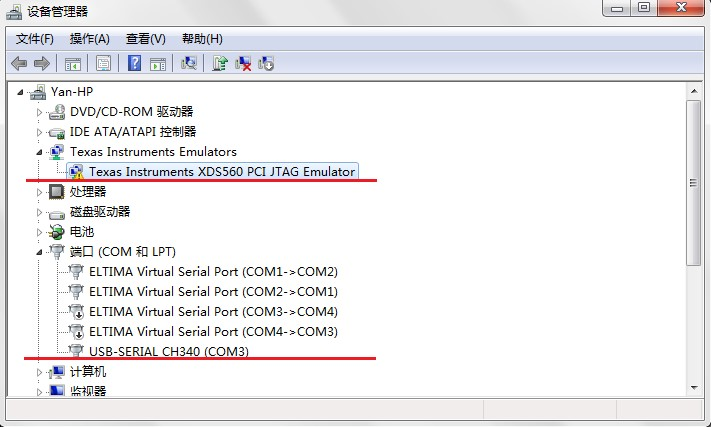 设备管理器
文件(F) 操作(A) 查看(V) 帮助(H)
Yan-HP
DVD/CD-ROM 驱动器
IDE ATA/ATAPI 控制器
Texas Instruments Emulators
Texas Instruments XDS560 PCI JTAG Emulator
处理器
磁盘驱动器
电池
端口 (COM 和 LPT)
ELTIMA Virtual Serial Port (COM1->COM2)
ELTIMA Virtual Serial Port (COM2->COM1)
ELTIMA Virtual Serial Port (COM3->COM4)
ELTIMA Virtual Serial Port (COM4->COM3)
USB-SERIAL CH340 (COM3)
计算机
监视器